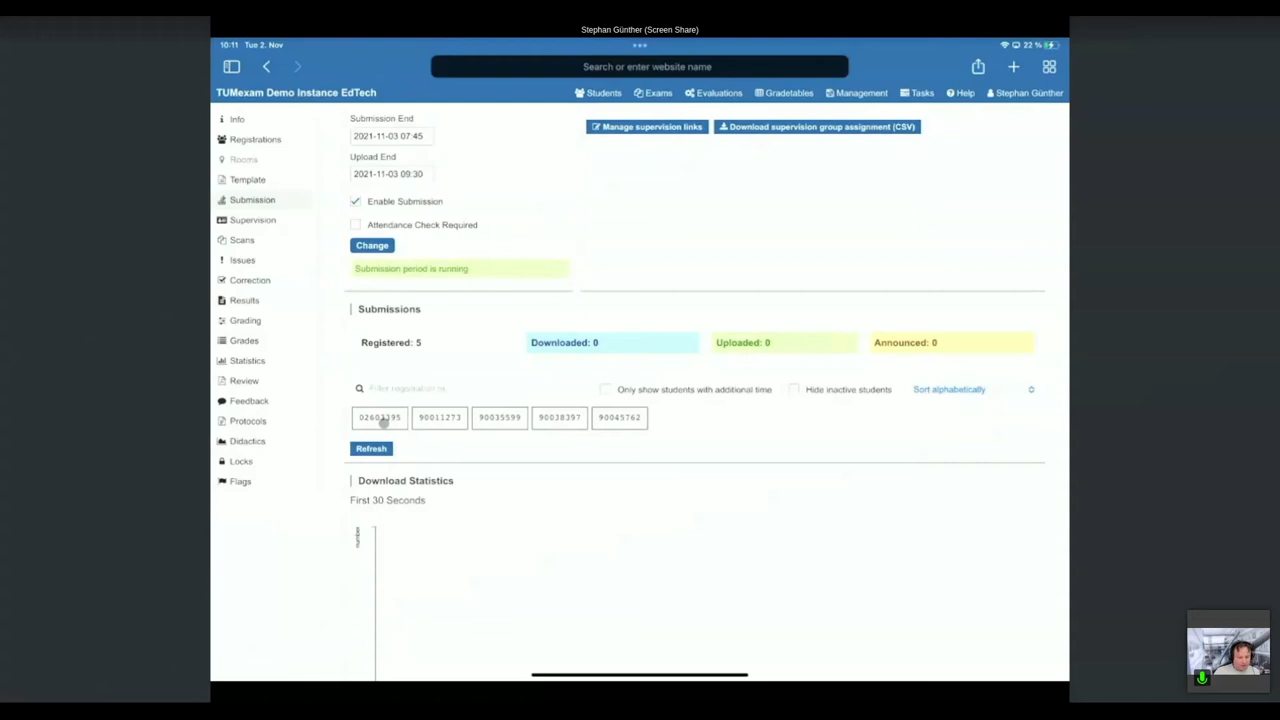 Stephan Günther (Screen Share)
10:11 Tue 2. Nov
22 %
Search or enter website name
TUMexam Demo Instance EdTech
Students Exams Evaluations Gradetables Management Tasks Help Stephan Günther
Info
Registrations
Rooms
Template
Submission
Supervision
Scans
Issues
Correction
Results
Grading
Grades
Statistics
Review
Feedback
Protocols
Didactics
Locks
Flags
Submission End
2021-11-03 07:45
Upload End
2021-11-03 09:30
Enable Submission
Attendance Check Required
Change
Submission period is running
Manage supervision links Download supervision group assignment (CSV)
Submissions
Registered: 5 Downloaded: 0 Uploaded: 0 Announced: 0
Filter Only show students with additional time Hide inactive students Sort alphabetically
90011273 90035599 90038397 90045762
Refresh
Download Statistics
First 30 Seconds
number